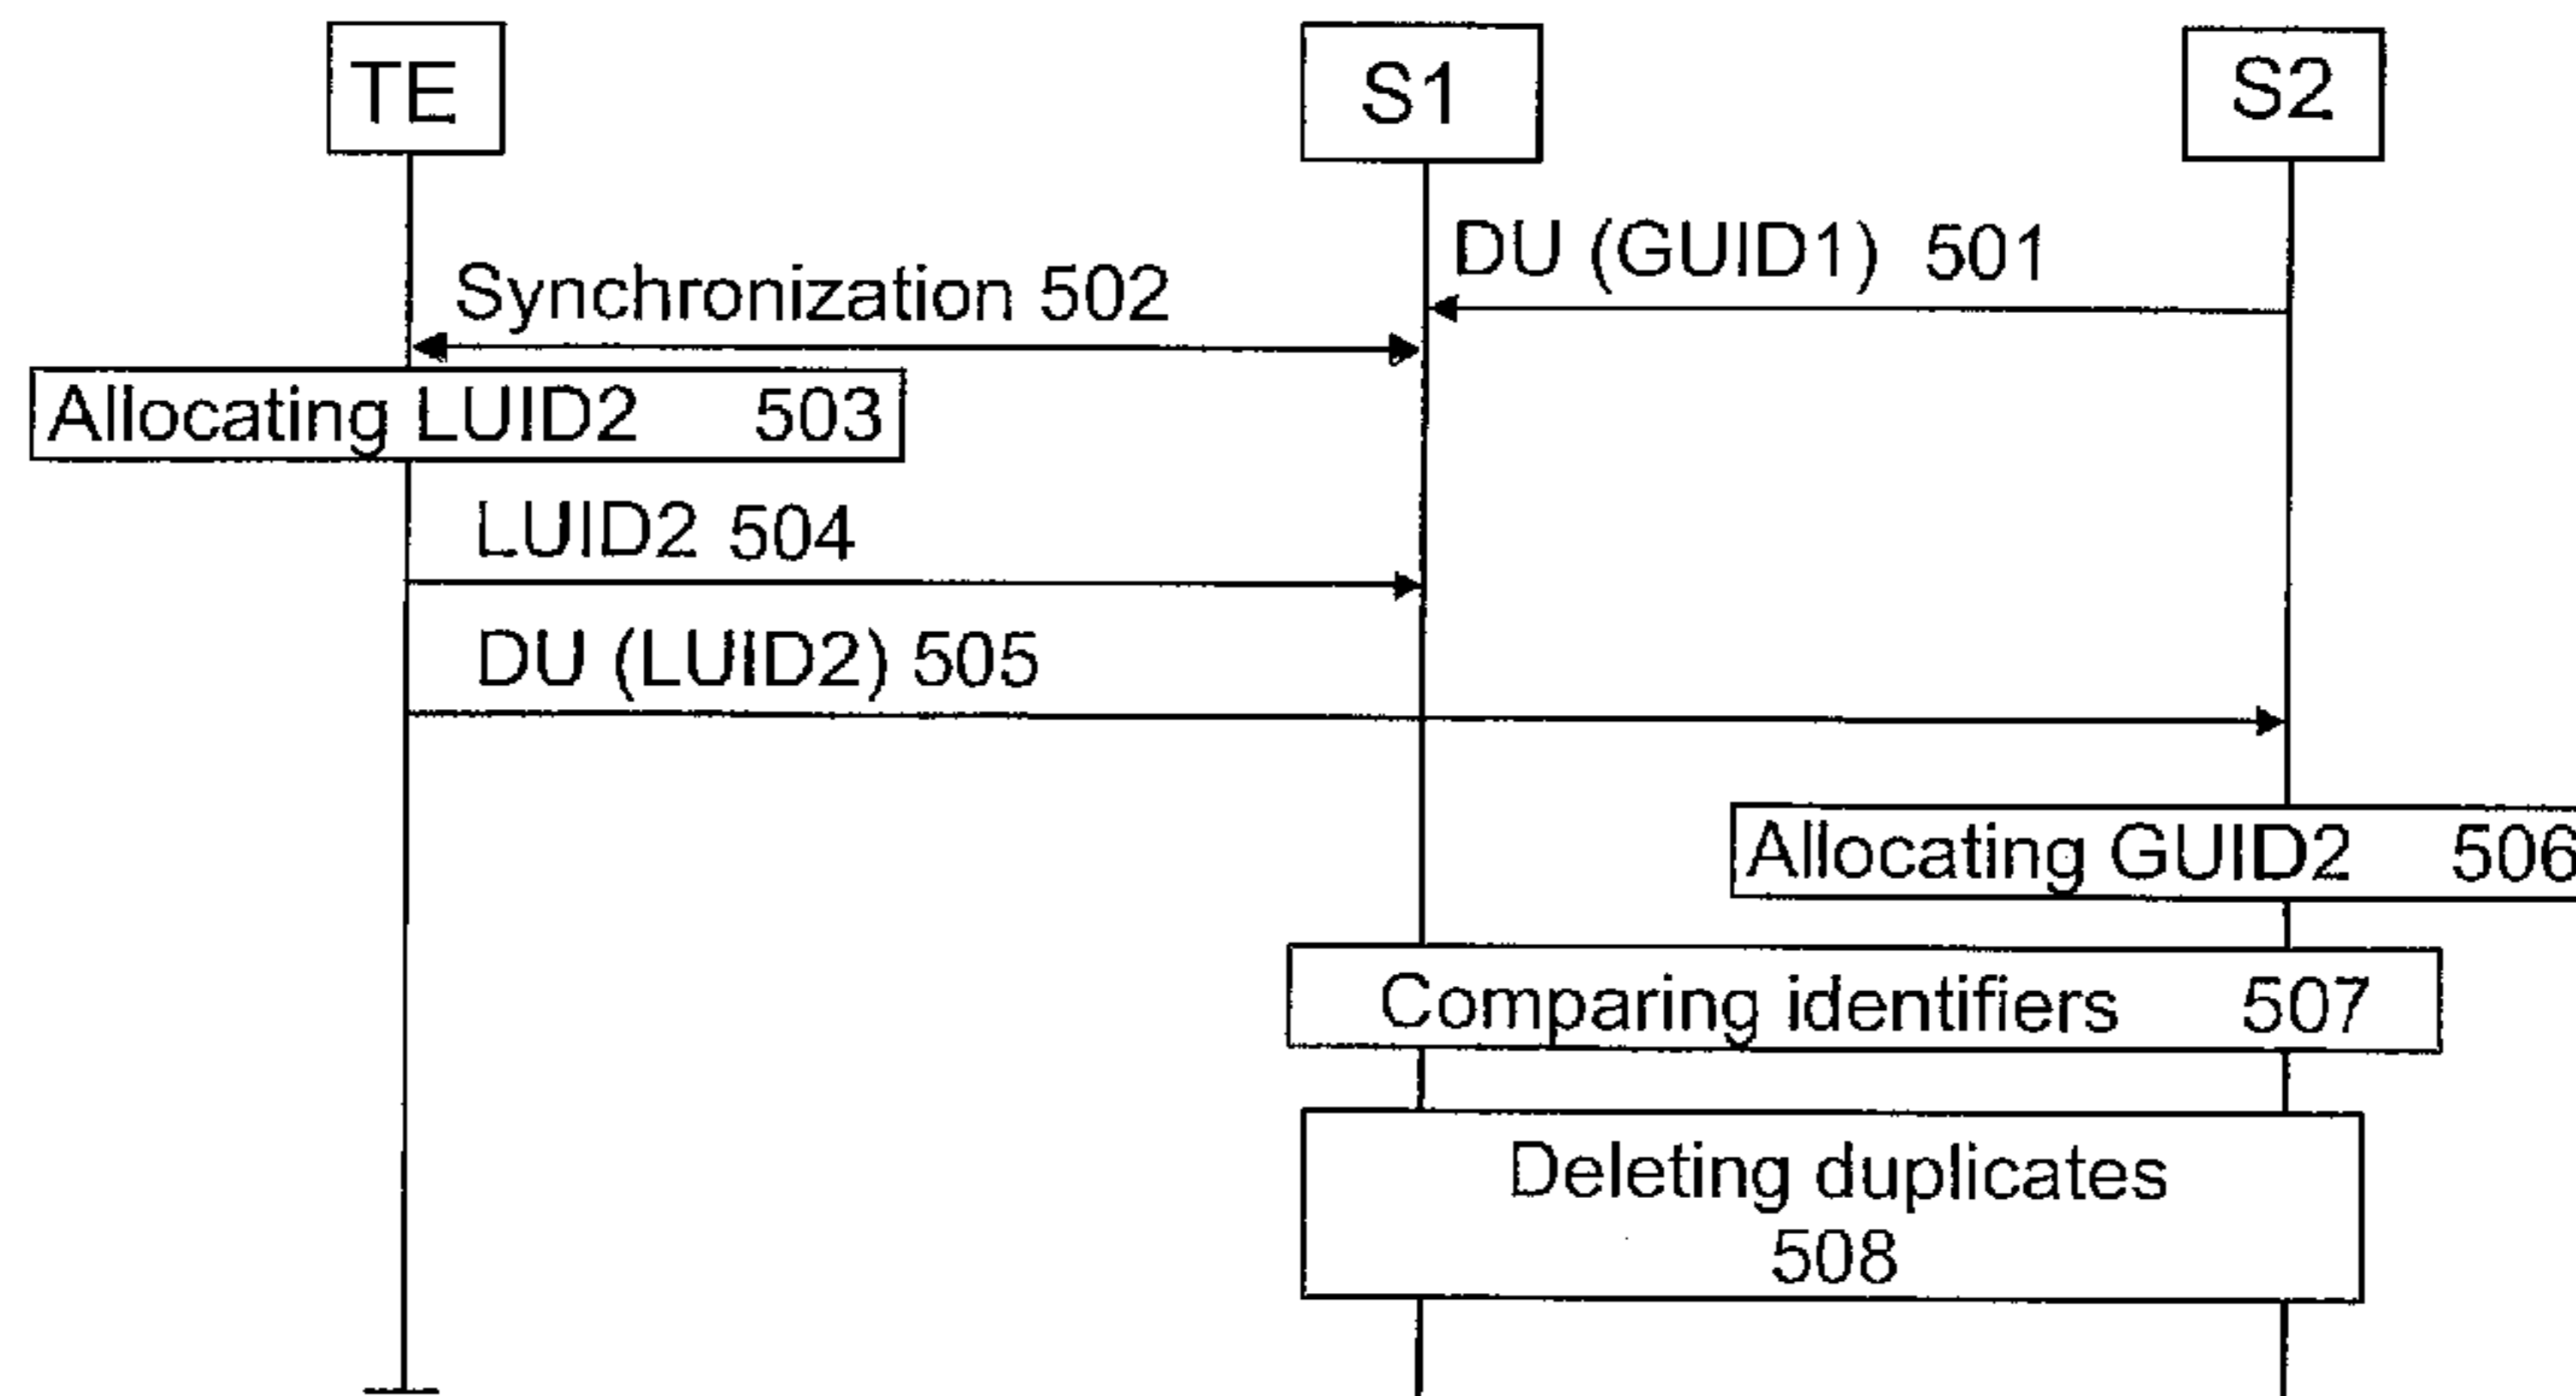 TE
S1
S2
DU (GUID1) 501
Synchronization 502
Allocating LUID2 503
LUID2 504
DU (LUID2) 505
Allocating GUID2 506
Comparing identifiers 507
Deleting duplicates
508